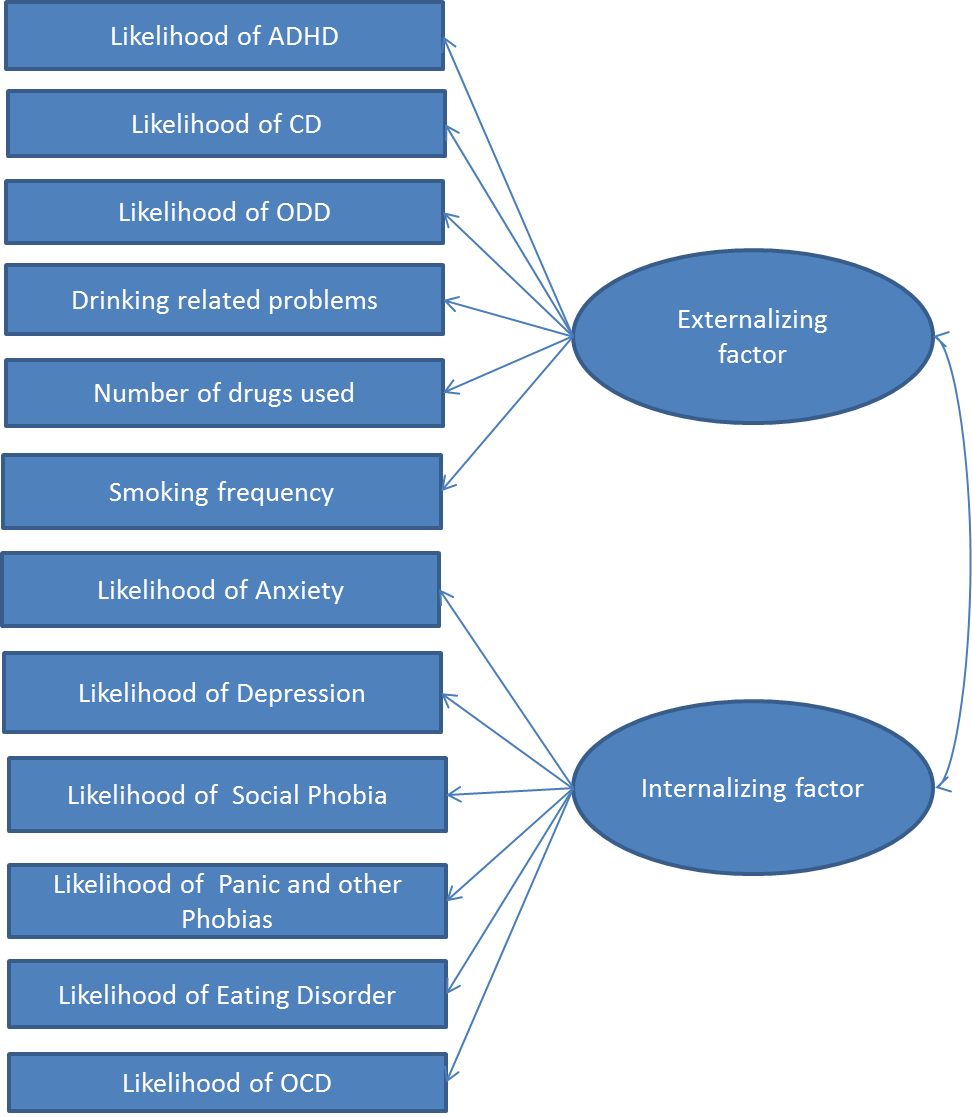 Likelihood of ADHD
Likelihood of CD
Likelihood of ODD
Drinking related problems
Number of drugs used
Smoking frequency
Externalizing
factor
Likelihood of Anxiety
Likelihood of Depression
Likelihood of  Social Phobia
Likelihood of  Panic and other
Phobias
Likelihood of Eating Disorder
Likelihood of OCD
Internalizing factor